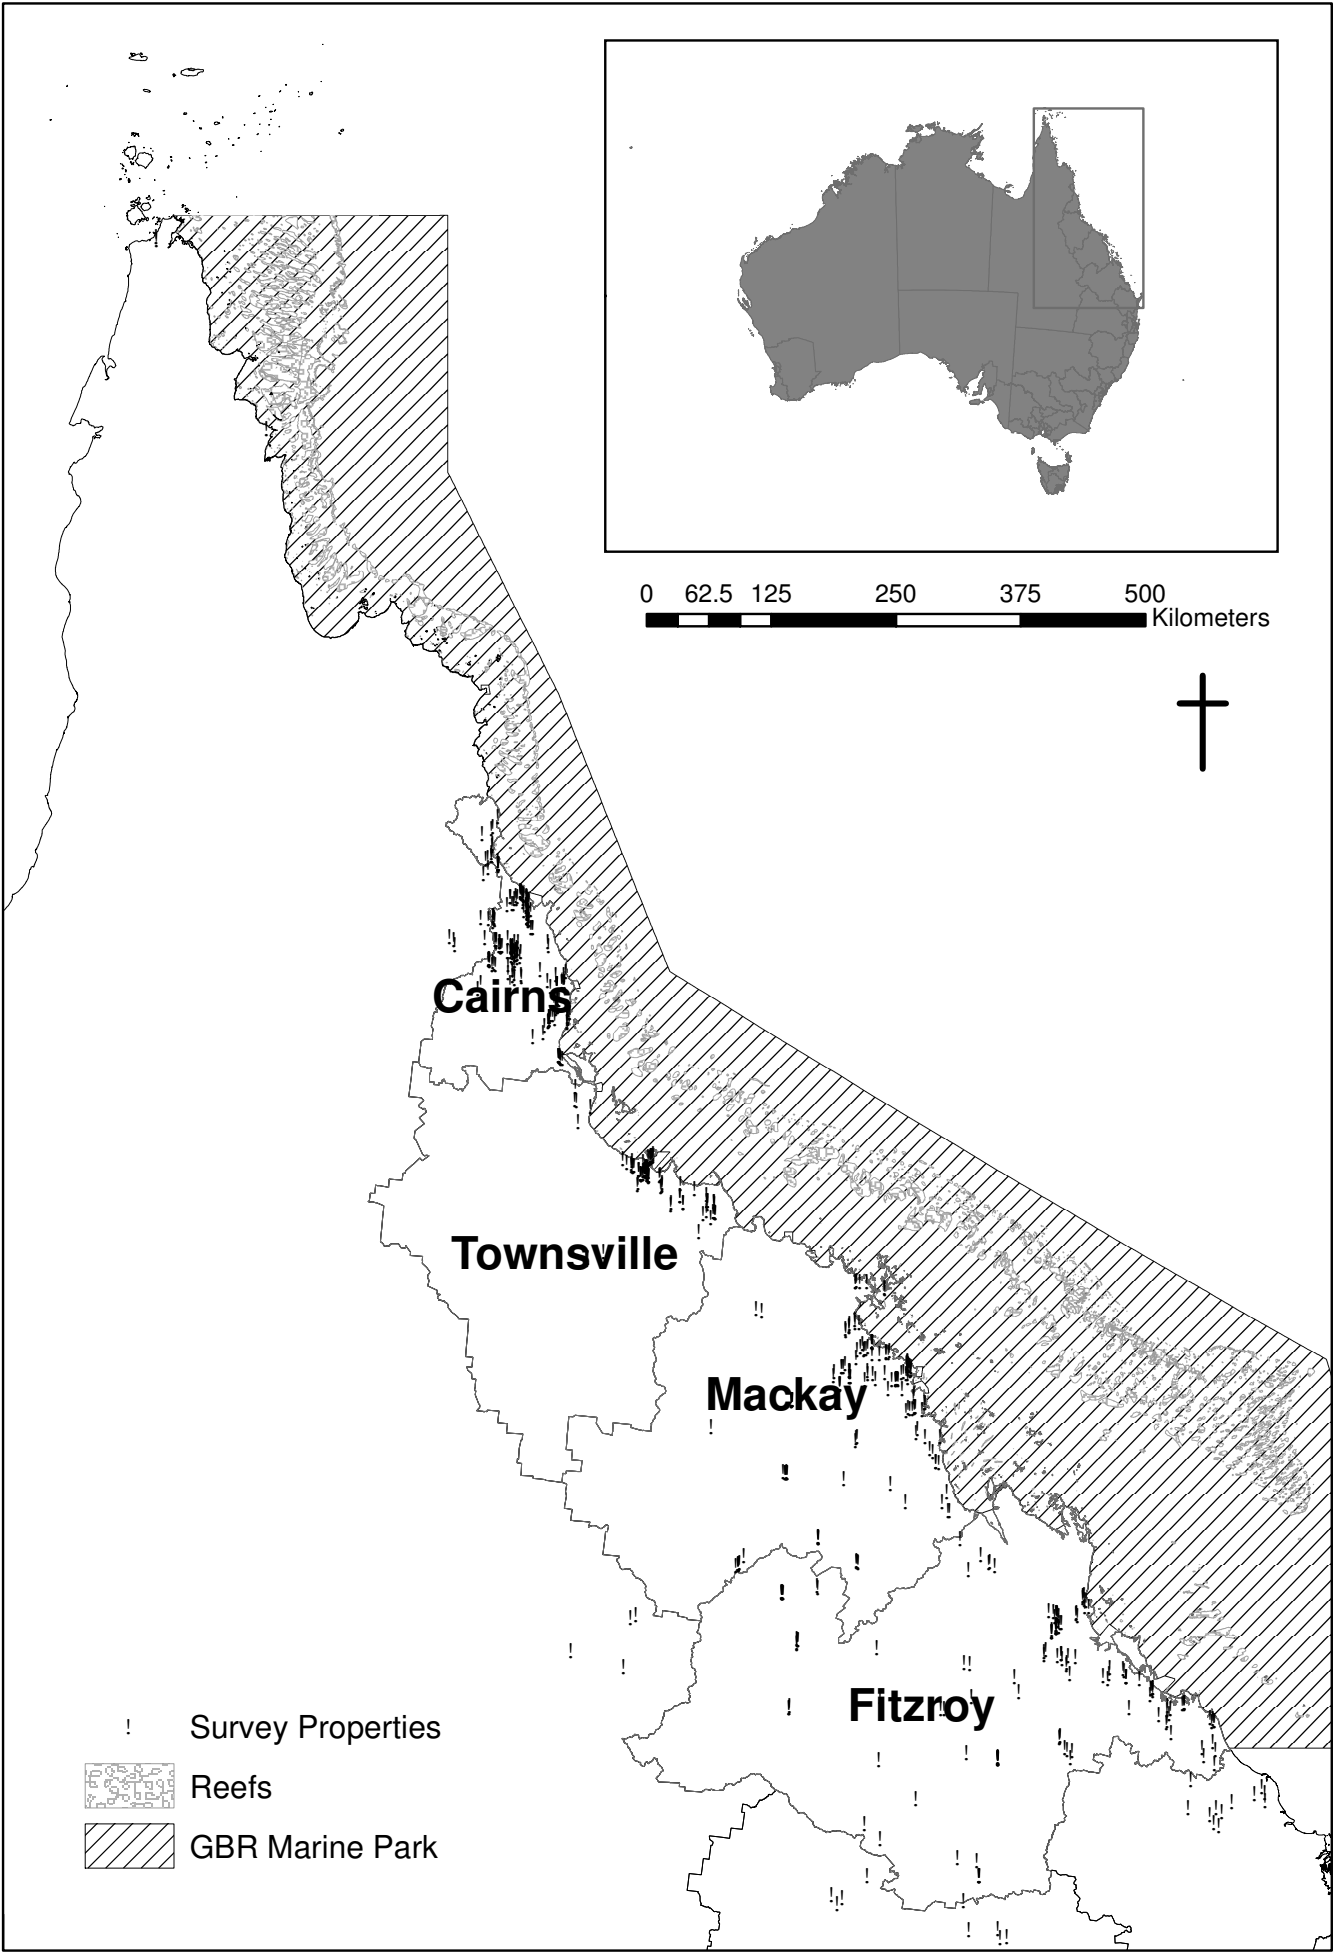 0 62.5 125 250 375 500
Kilometers
Cairns
Townsville
Mackay
Fitzroy
! Survey Properties
Reefs
GBR Marine Park